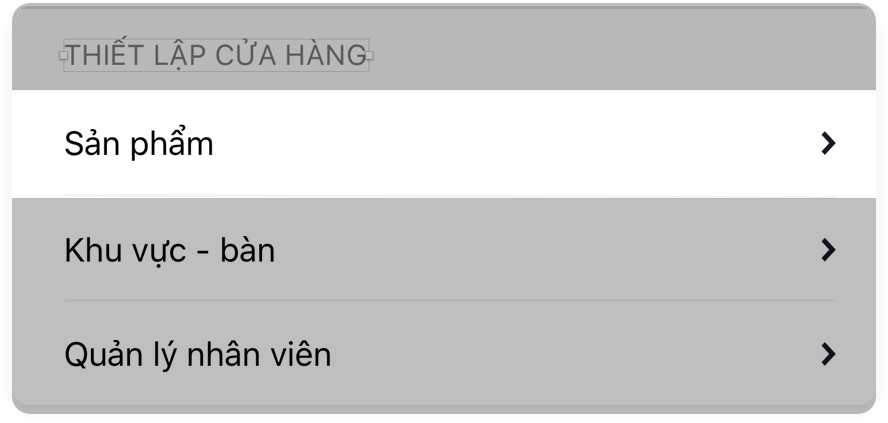 THIẾT LẬP CỬA HÀNG
Sản phẩm
Khu vực - bàn
Quản lý nhân viên